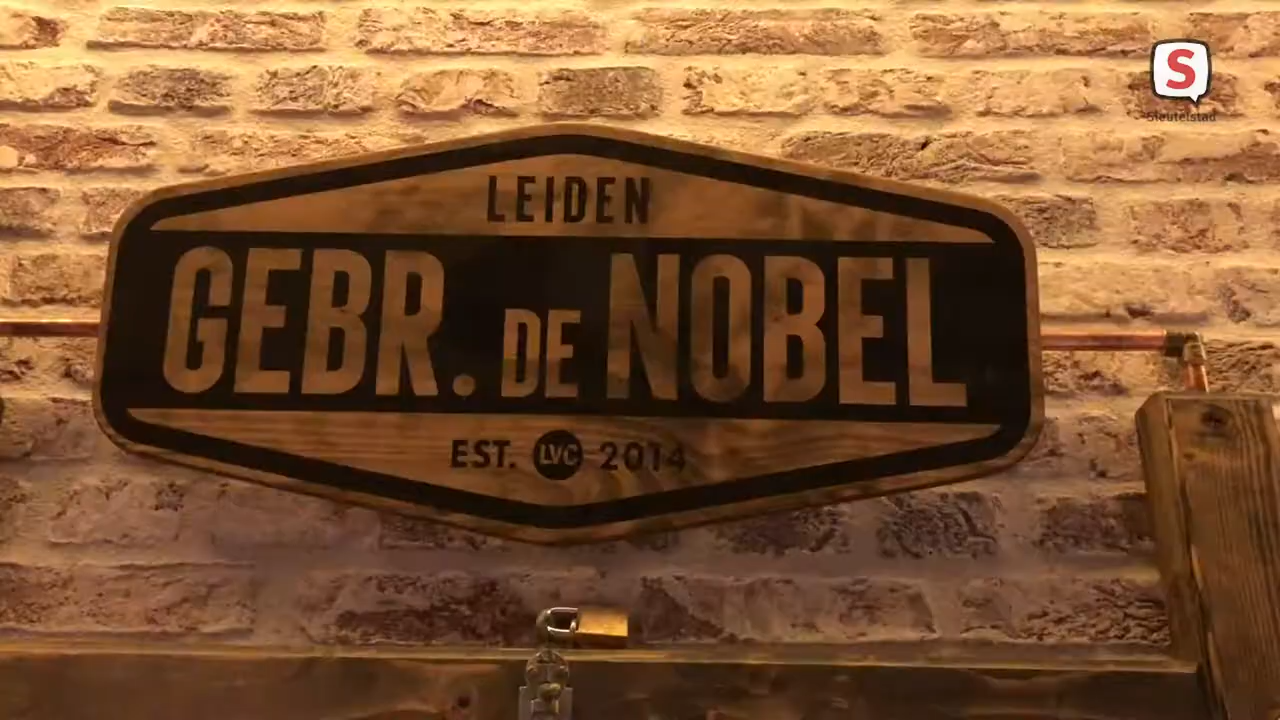 S
Sleutelstad
LEIDEN
GEBR. DE NOBEL
EST. LVC 2014